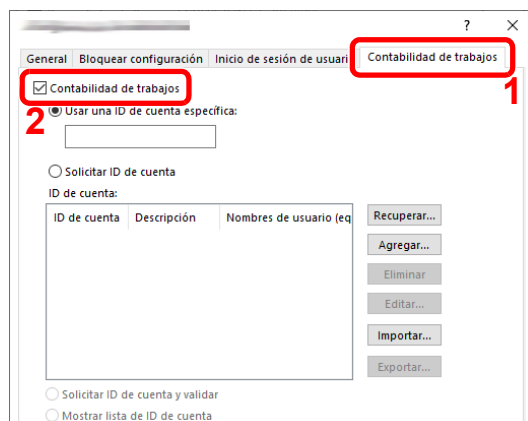 ? ×
General Bloquear configuración Inicio de sesión de usuari Contabilidad de trabajos
1
Contabilidad de trabajos
2
Usar una ID de cuenta específica:
Solicitar ID de cuenta
ID de cuenta:
ID de cuenta Descripción Nombres de usuario (eq
Recuperar...
Agregar...
Eliminar
Editar...
Importar...
Exportar...
Solicitar ID de cuenta y validar
Mostrar lista de ID de cuenta